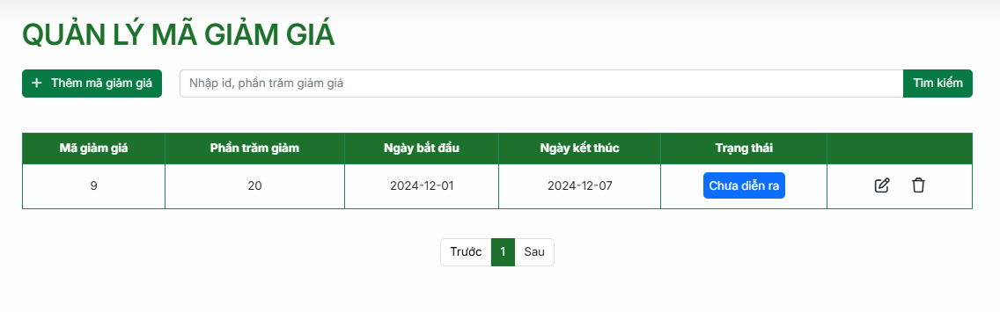 QUẢN LÝ MÃ GIẢM GIÁ
Thêm mã giảm giá Nhập id, phần trăm giảm giá Tìm kiếm
Mã giảm giá Phần trăm giảm Ngày bắt đầu Ngày kết thúc Trạng thái
9 20 2024-12-01 2024-12-07 Chưa diễn ra
Trước 1 Sau